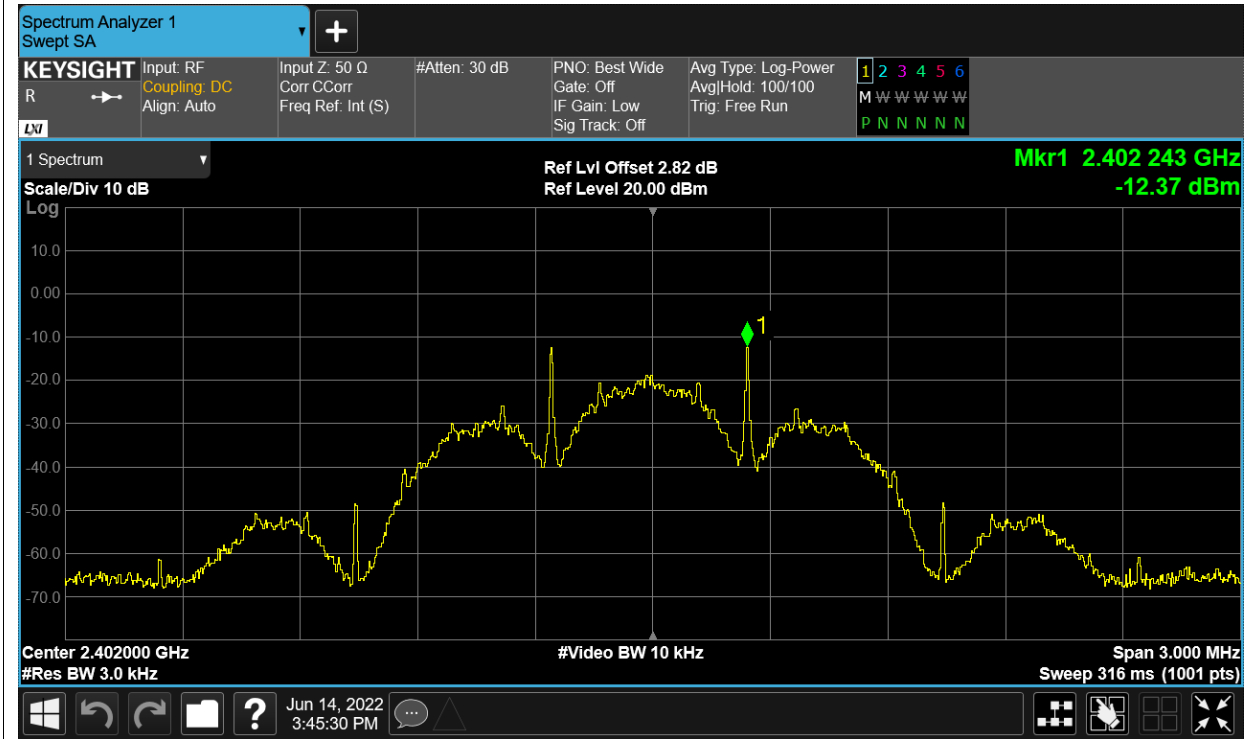 Spectrum Analyzer 1
Swept SA
▼
+
KEYSIGHT
R
LXI
Input: RF
Coupling: DC
Align: Auto
Input Z: 50 Ω
Corr CCorr
Freq Ref: Int (S)
#Atten: 30 dB
PNO: Best Wide
Gate: Off
IF Gain: Low
Sig Track: Off
Avg Type: Log-Power
Avg|Hold: 100/100
Trig: Free Run
1 2 3 4 5 6
M W W W W W
P N N N N N
1 Spectrum ▼
Scale/Div 10 dB
Log
Ref Lvl Offset 2.82 dB
Ref Level 20.00 dBm
Mkr1 2.402 243 GHz
-12.37 dBm
10.0
0.00
-10.0
-20.0
-30.0
-40.0
-50.0
-60.0
-70.0
1
Center 2.402000 GHz
#Res BW 3.0 kHz
#Video BW 10 kHz
Span 3.000 MHz
Sweep 316 ms (1001 pts)
?
Jun 14, 2022
3:45:30 PM